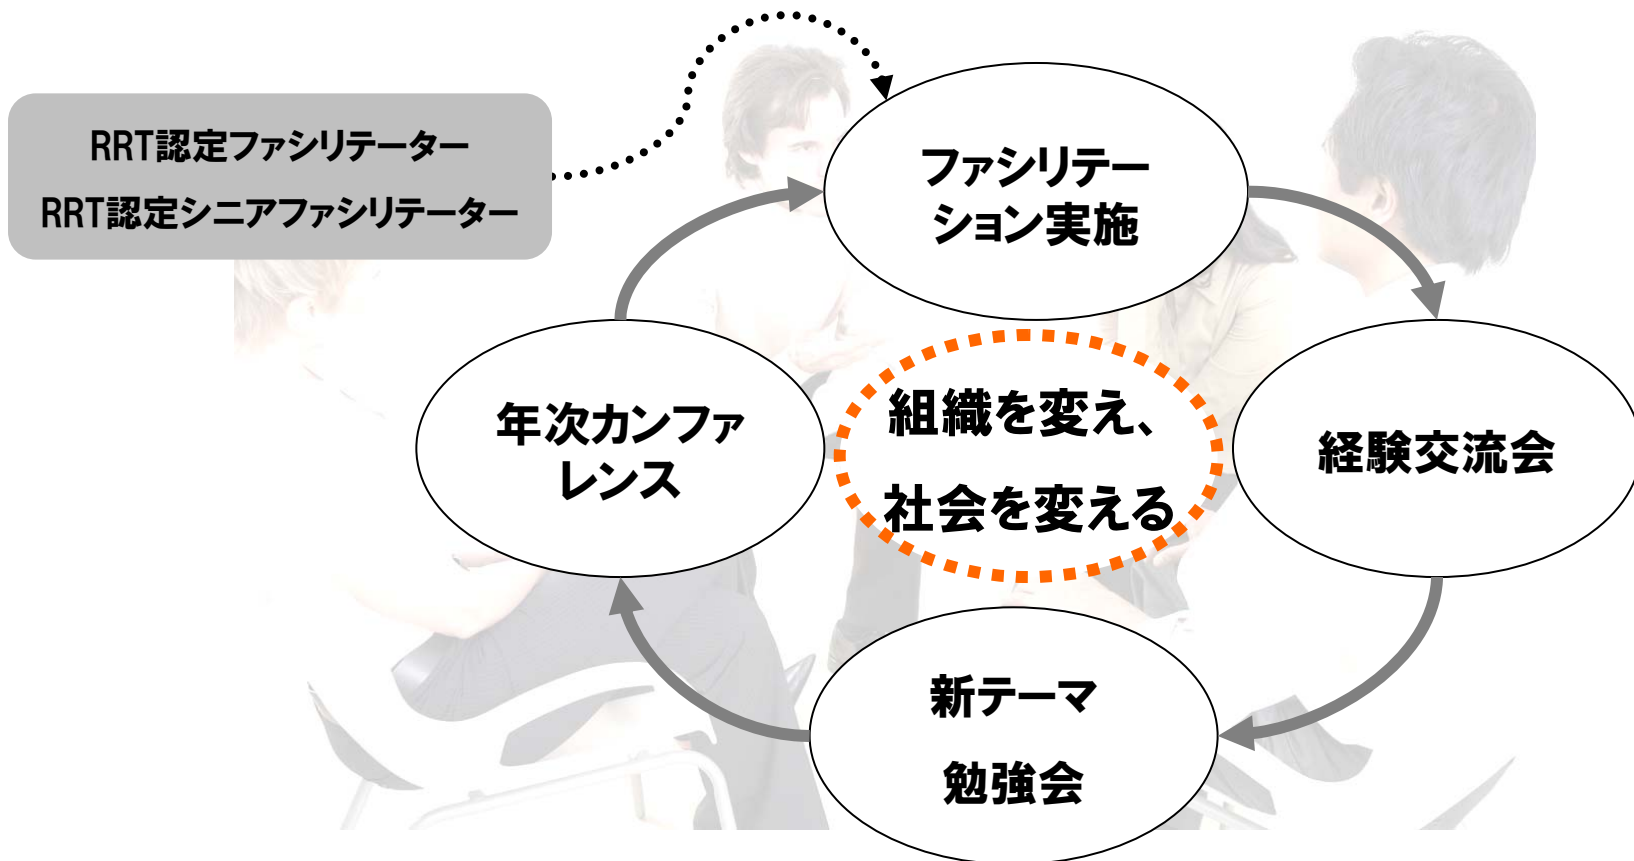 RRT認定ファシリテーター
RRT認定シニアファシリテーター
ファシリテー
ション実施
年次カンファ
レンス
組織を変え、
社会を変える
経験交流会
新テーマ
勉強会